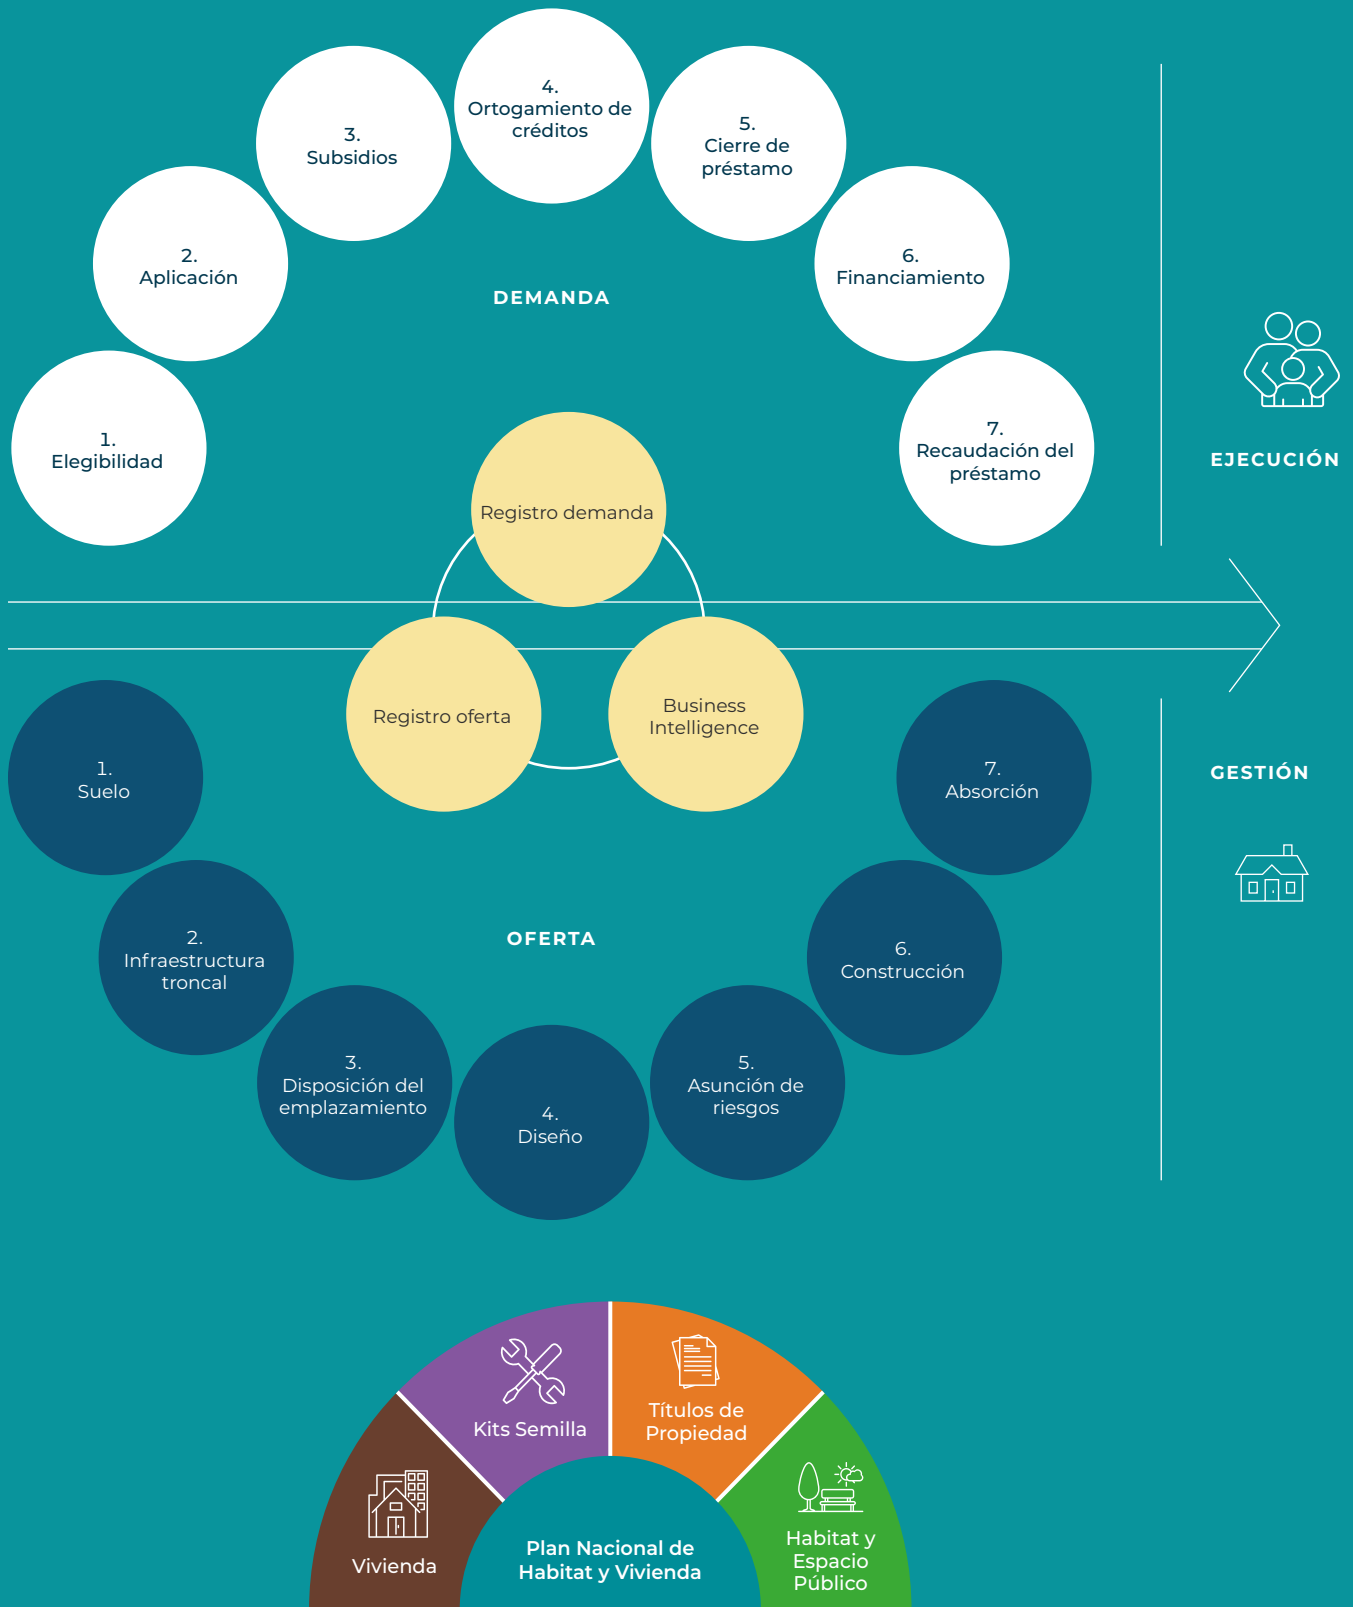 1.
Elegibilidad
2.
Aplicación
3.
Subsidios
4.
Ortogamiento de
créditos
5.
Cierre de
préstamo
6.
Financiamiento
7.
Recaudación del
préstamo
DEMANDA
EJECUCIÓN
Registro demanda
Registro oferta
Business
Intelligence
GESTIÓN
OFERTA
1.
Suelo
2.
Infraestructura
troncal
3.
Disposición del
emplazamiento
4.
Diseño
5.
Asunción de
riesgos
6.
Construcción
7.
Absorción
Vivienda
Kits Semilla
Títulos de
Propiedad
Habitat y
Espacio
Público
Plan Nacional de
Habitat y Vivienda